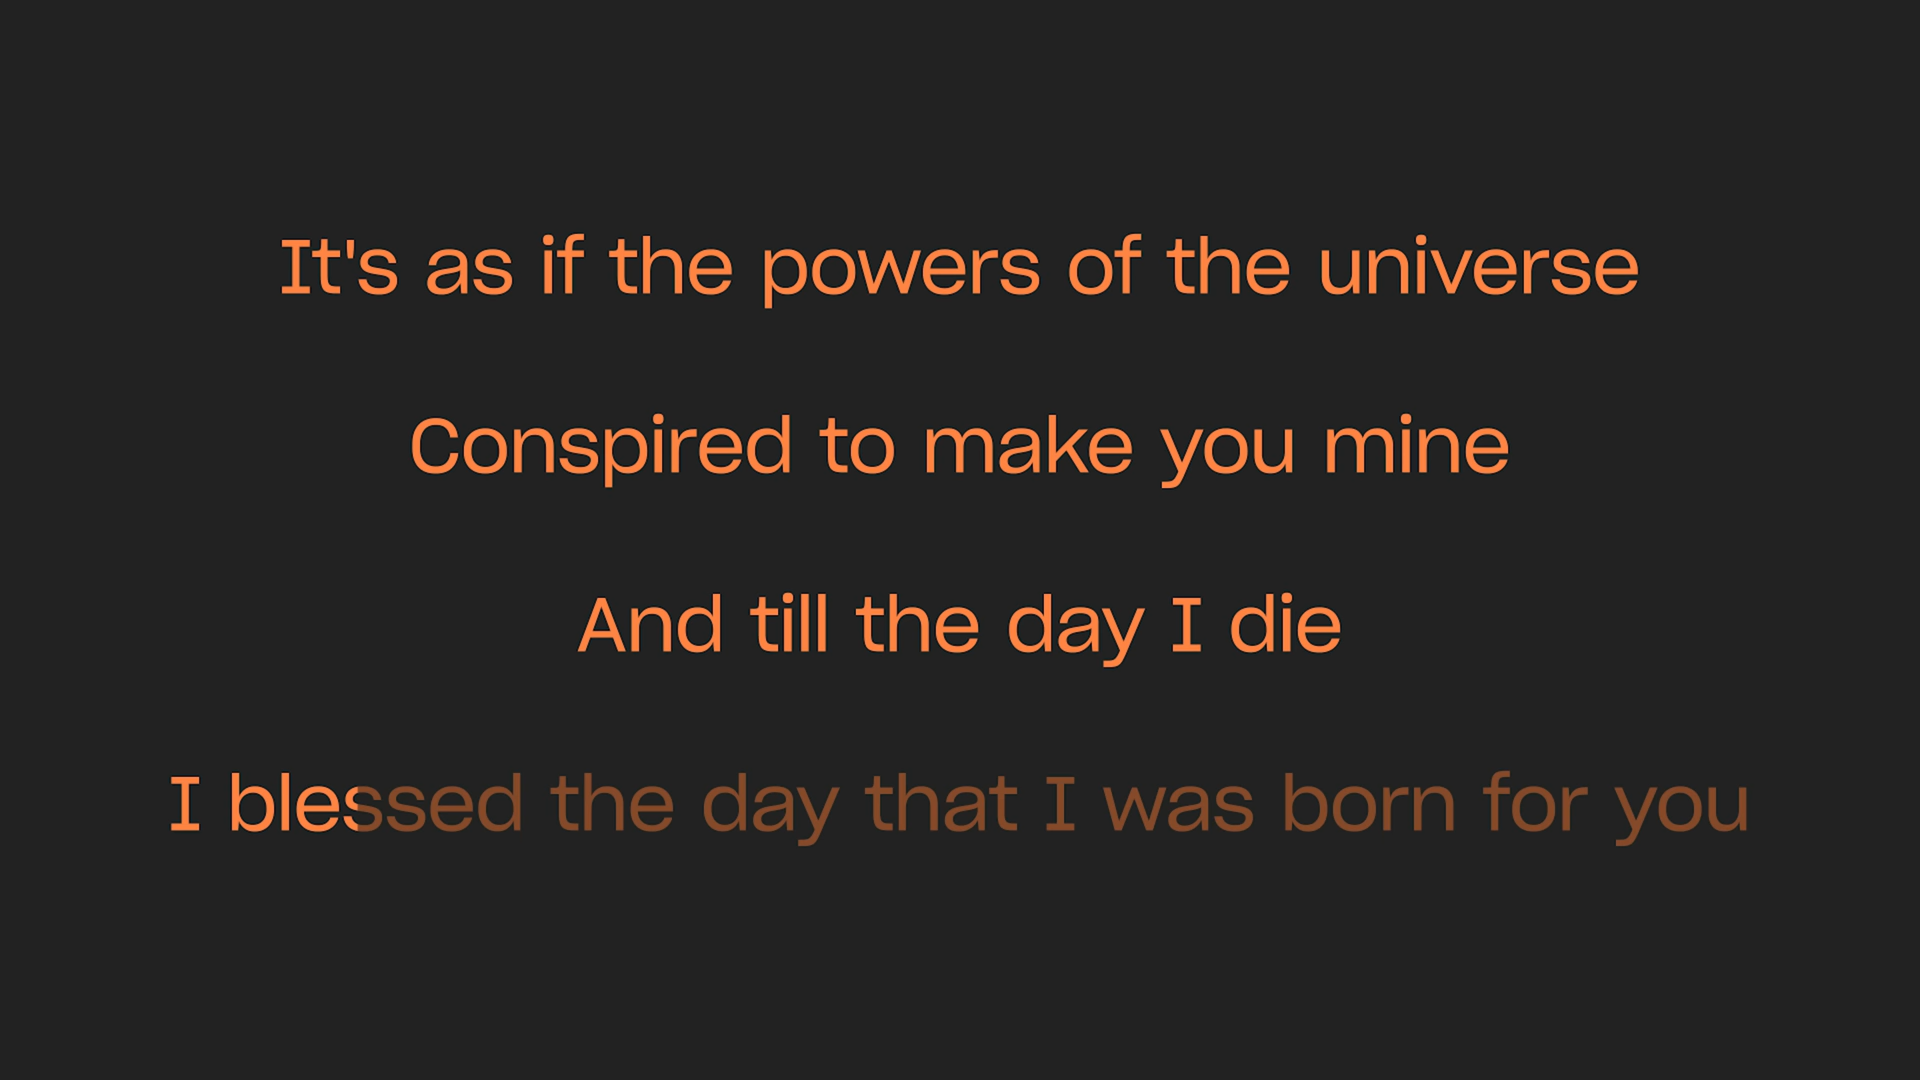 It's as if the powers of the universe
Conspired to make you mine
And till the day I die
I blessed the day that I was born for you